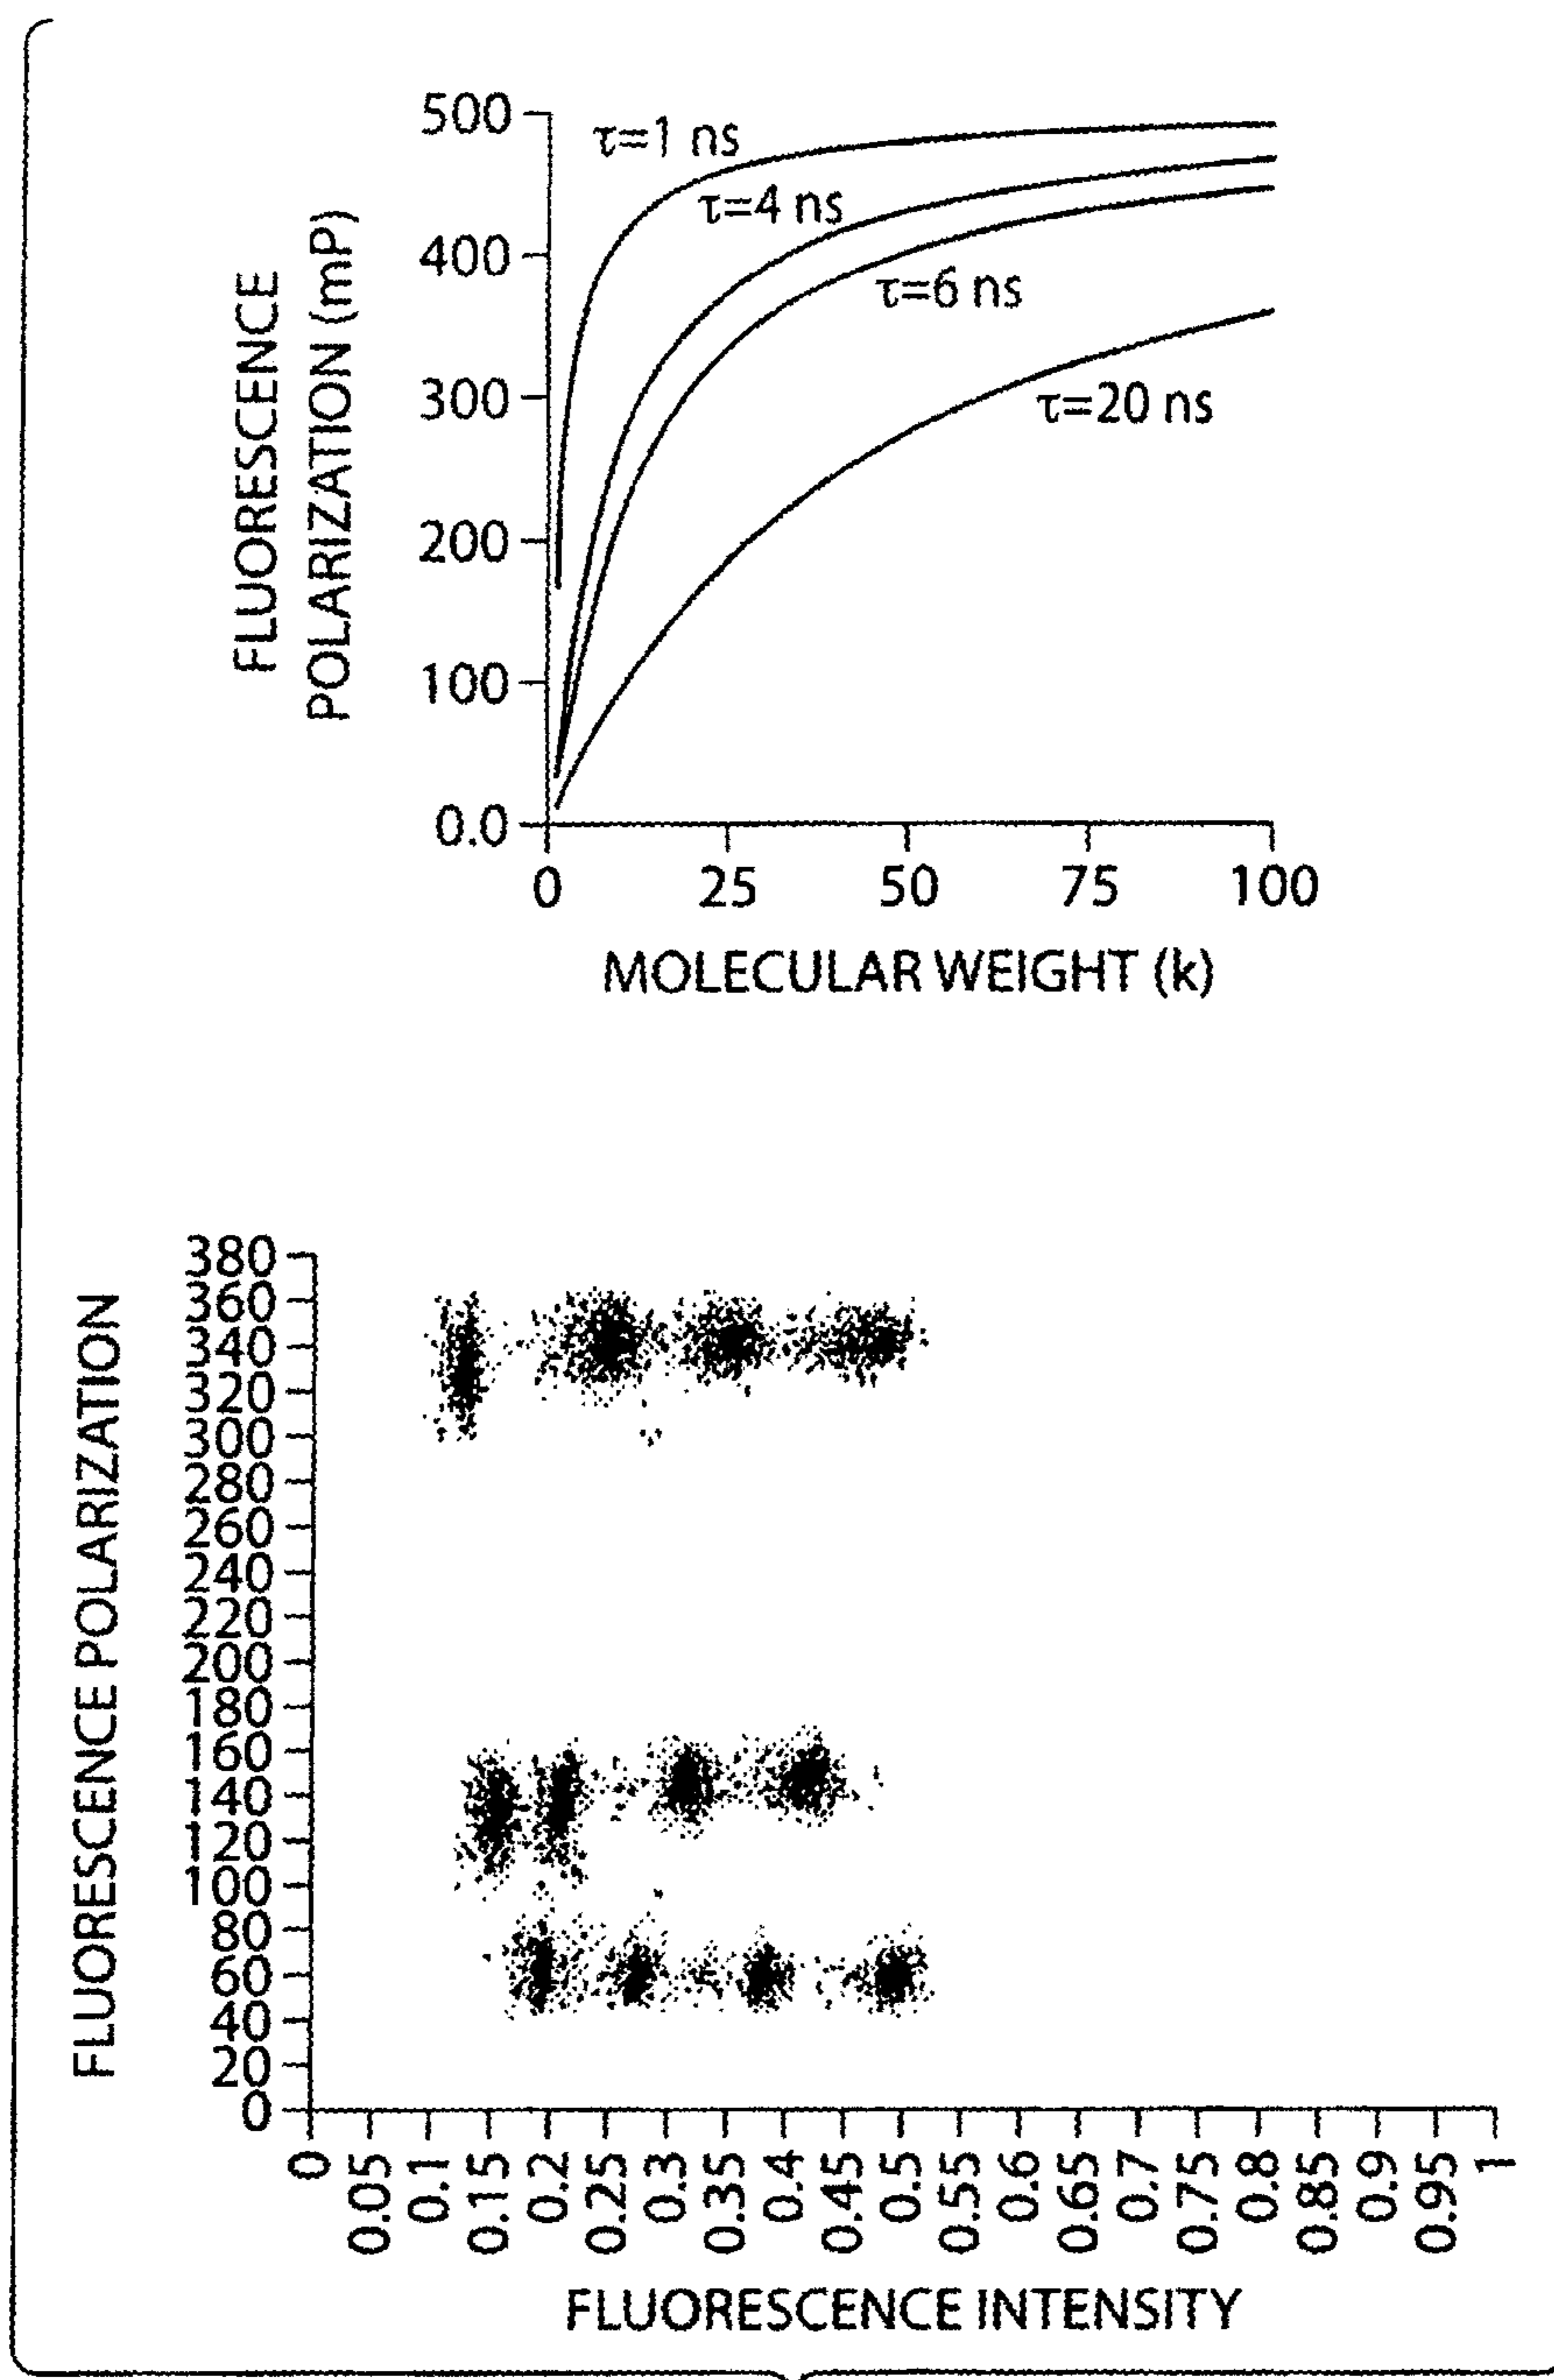 FLUORESCENCE
POLARIZATION (mP)
500
400
300
200
100
0.0
τ=1 ns
τ=4 ns
τ=6 ns
τ=20 ns
0 25 50 75 100
MOLECULAR WEIGHT (k)
FLUORESCENCE POLARIZATION
380
360
340
320
300
280
260
240
220
200
180
160
140
120
100
80
60
40
20
0
0 0.05 0.1 0.15 0.2 0.25 0.3 0.35 0.4 0.45 0.5 0.55 0.6 0.65 0.7 0.75 0.8 0.85 0.9 0.95 1
FLUORESCENCE INTENSITY